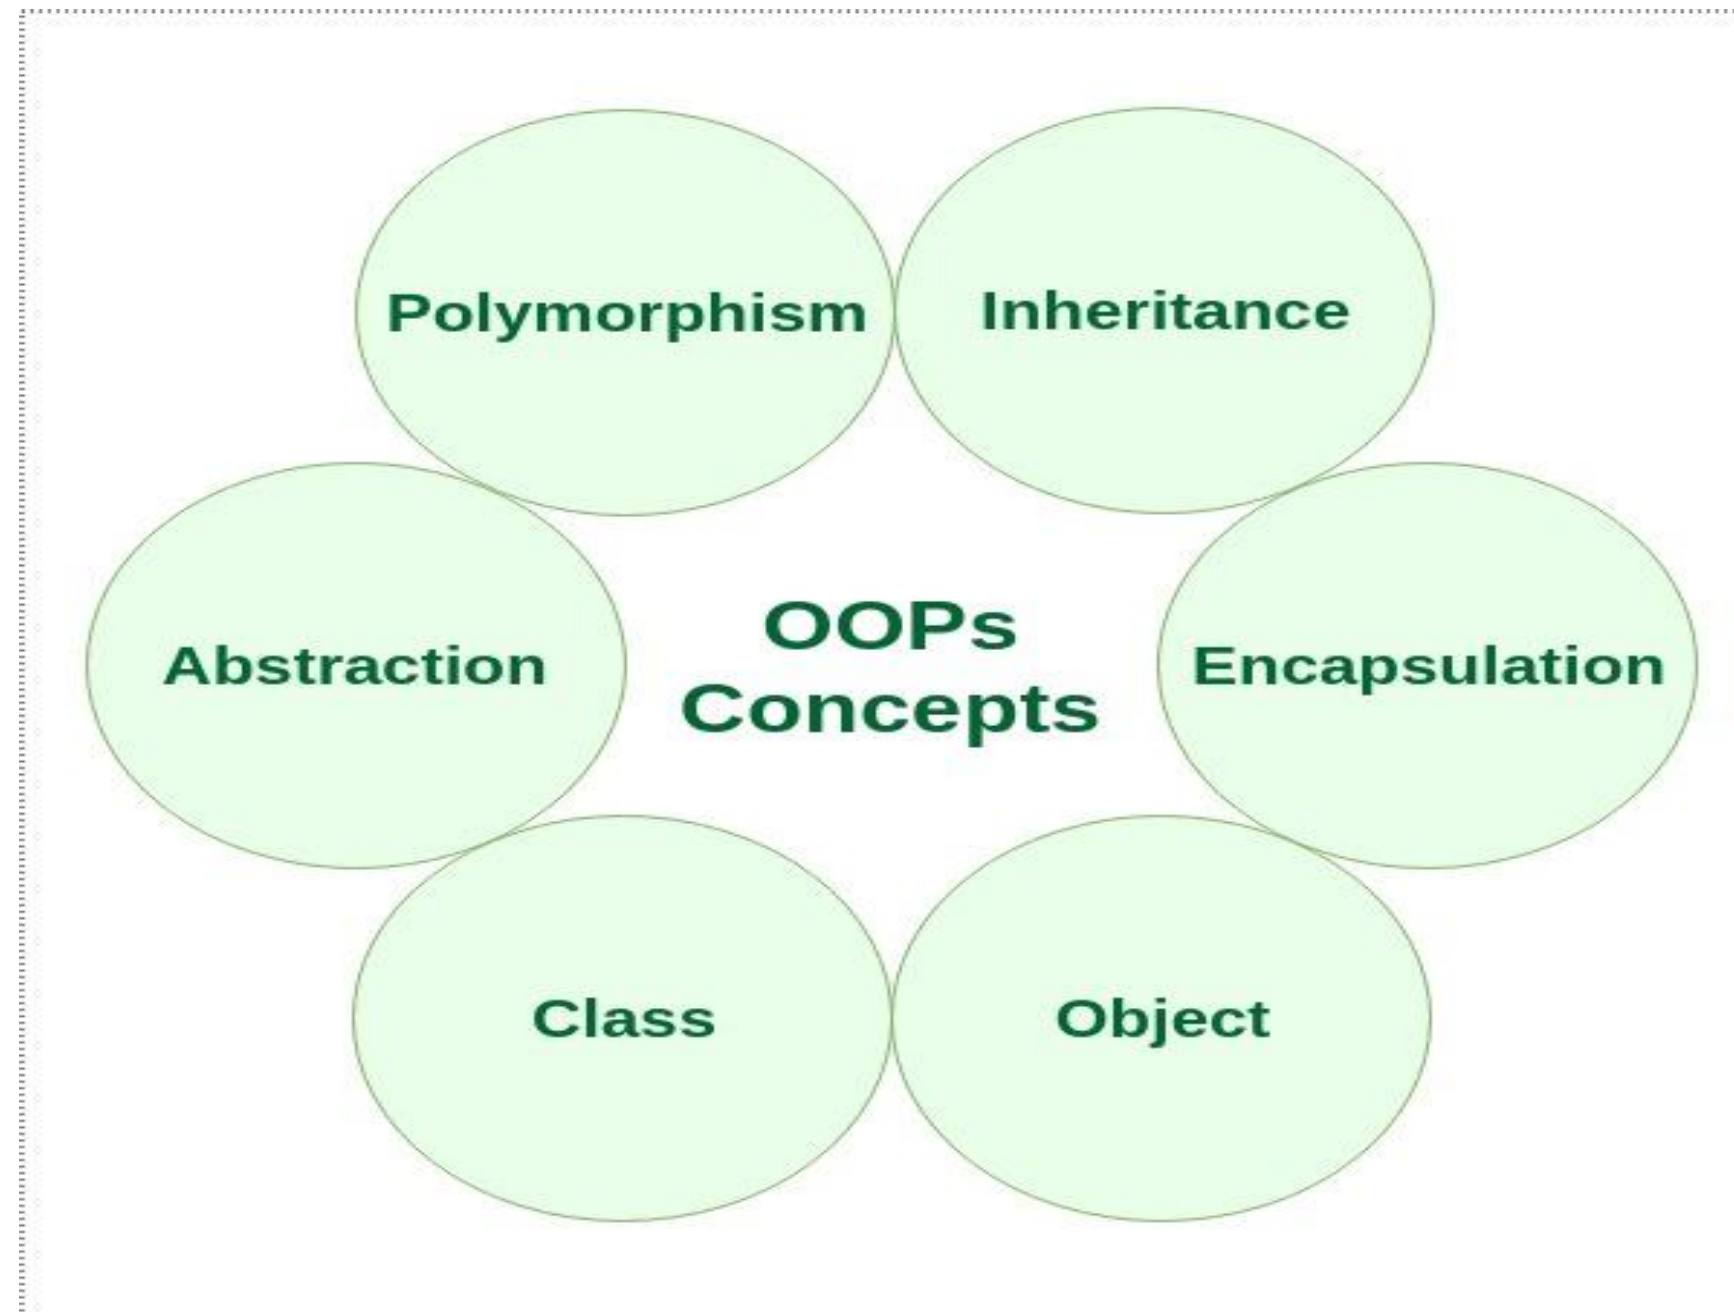 Polymorphism
Inheritance
Abstraction
OOPs
Concepts
Encapsulation
Class
Object